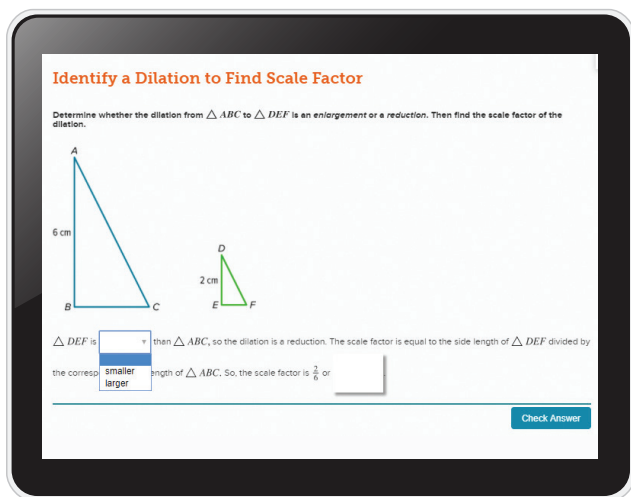 Identify a Dilation to Find Scale Factor
Determine whether the dilation from △ ABC to △ DEF is an enlargement or a reduction. Then find the scale factor of the
dilation.
A
6 cm
B
C
D
2 cm
E
F
△ DEF is than △ ABC, so the dilation is a reduction. The scale factor is equal to the side length of △ DEF divided by
smaller
larger
the of △ ABC. So, the scale factor is 2/6 or .
Check Answer